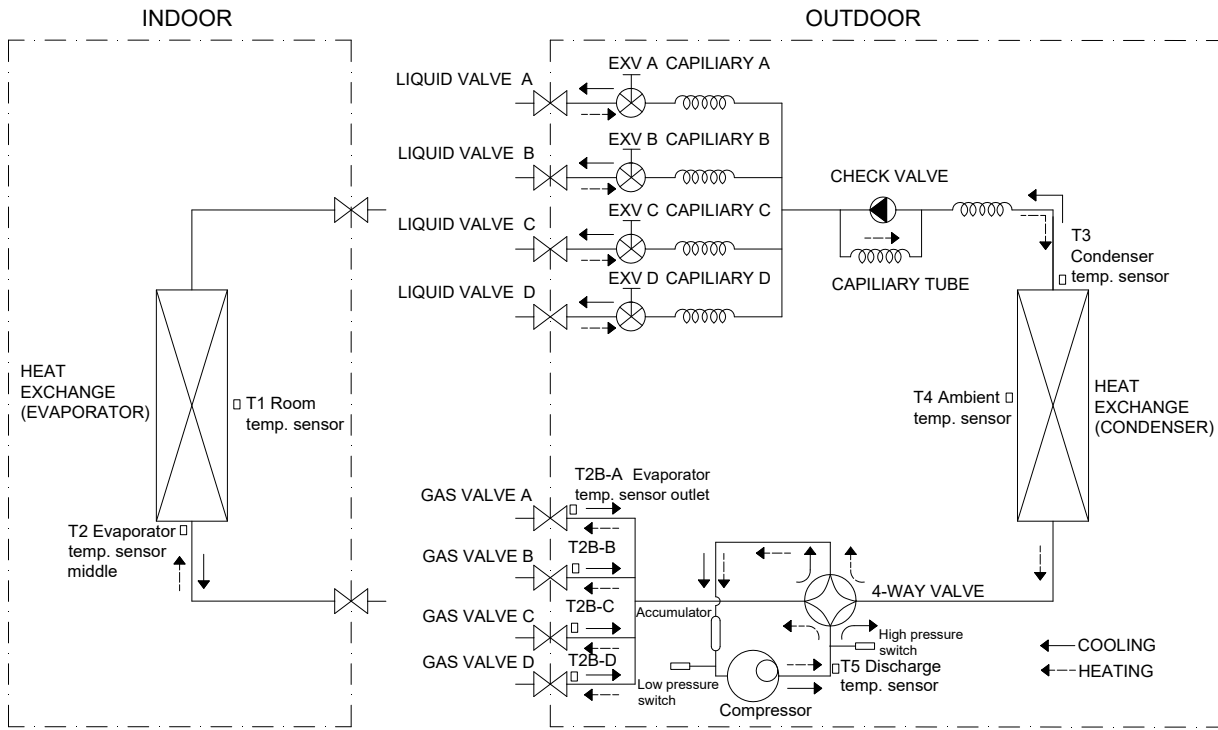 INDOOR
OUTDOOR
LIQUID VALVE A
EXV A CAPILIARY A
LIQUID VALVE B
EXV B CAPILIARY B
LIQUID VALVE C
EXV C CAPILIARY C
LIQUID VALVE D
EXV D CAPILIARY D
CHECK VALVE
CAPILIARY TUBE
T3
Condenser
temp. sensor
HEAT
EXCHANGE
(EVAPORATOR)
T1 Room
temp. sensor
T4 Ambient
temp. sensor
HEAT
EXCHANGE
(CONDENSER)
T2 Evaporator
temp. sensor
middle
GAS VALVE A
T2B-A Evaporator
temp. sensor outlet
GAS VALVE B
T2B-B
GAS VALVE C
T2B-C
GAS VALVE D
T2B-D
Accumulator
4-WAY VALVE
High pressure
switch
Low pressure
switch
T5 Discharge
temp. sensor
Compressor
COOLING
HEATING